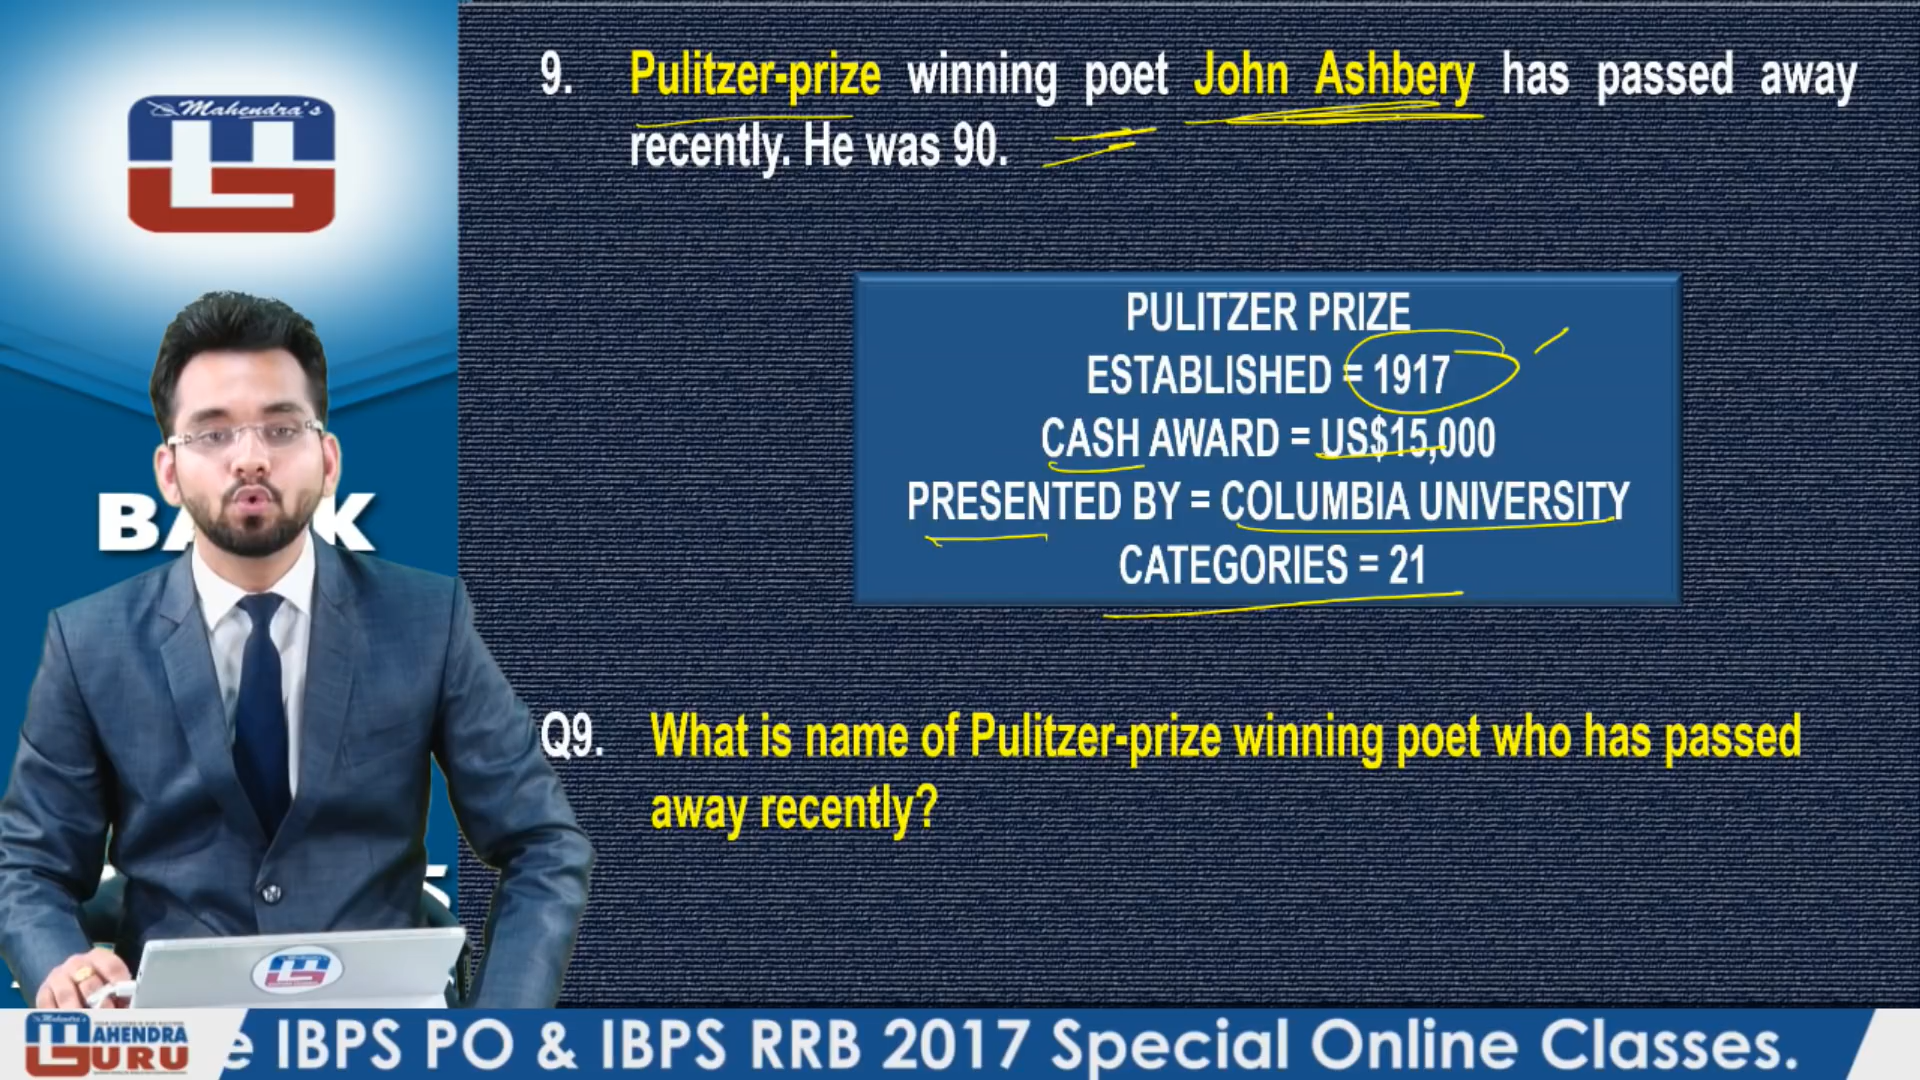 Mahendra's
9. Pulitzer-prize winning poet John Ashbery has passed away
recently. He was 90.
PULITZER PRIZE
ESTABLISHED = 1917
CASH AWARD = US$15,000
PRESENTED BY = COLUMBIA UNIVERSITY
CATEGORIES = 21
Q9. What is name of Pulitzer-prize winning poet who has passed
away recently?
Mahendra's
MAHENDRA
GURU
e IBPS PO & IBPS RRB 2017 Special Online Classes.